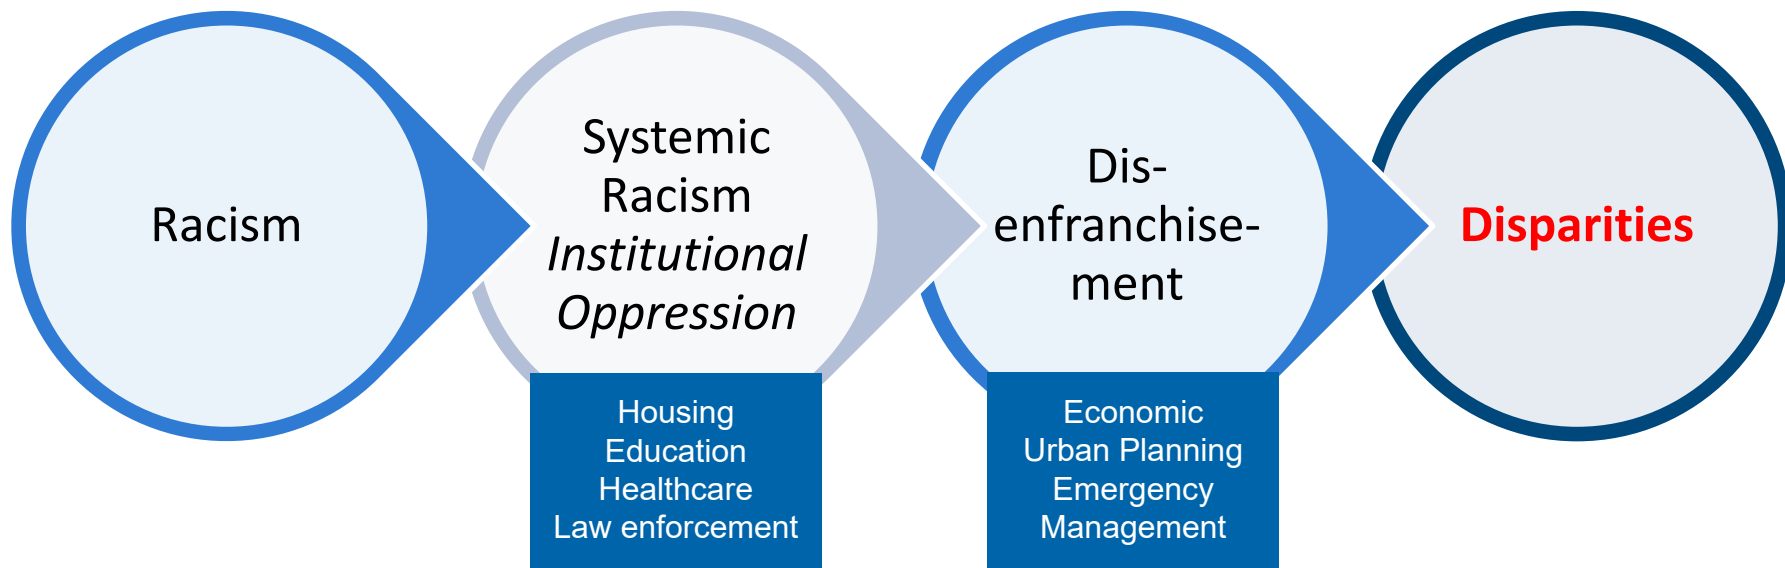 Racism
Systemic
Racism
Institutional
Oppression
Housing
Education
Healthcare
Law enforcement
Dis-
enfranchise-
ment
Economic
Urban Planning
Emergency
Management
Disparities